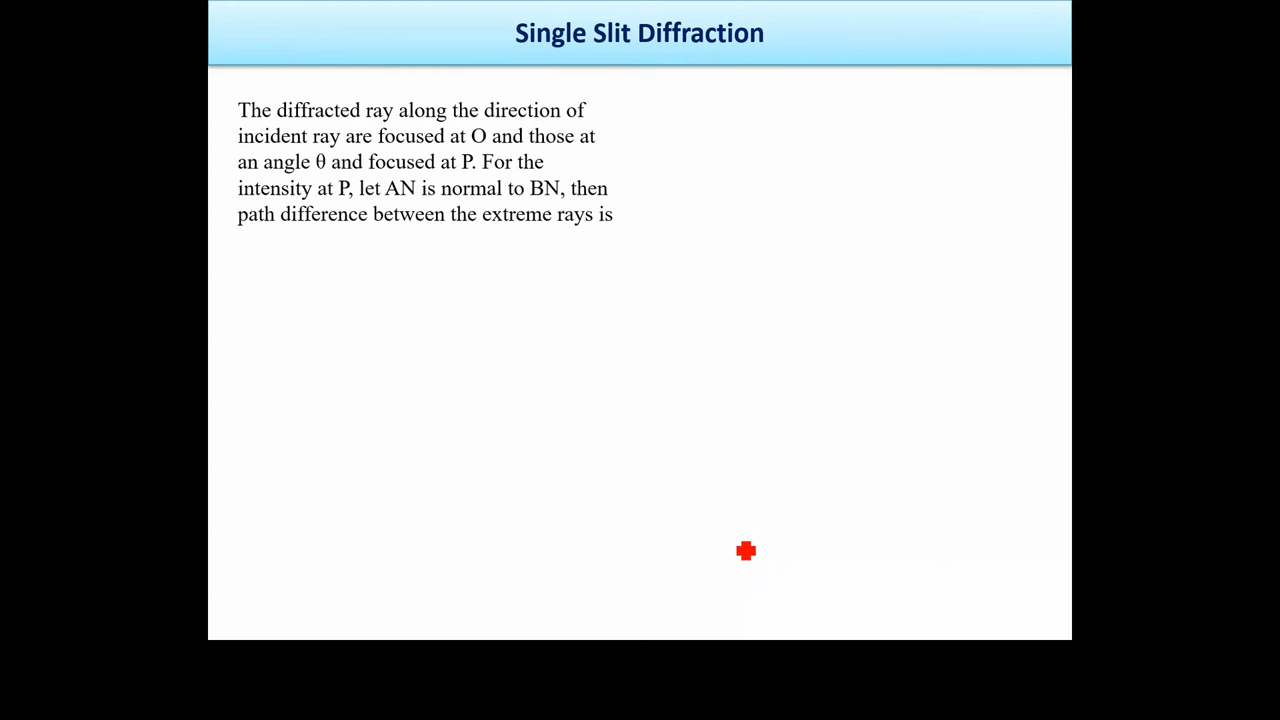 Single Slit Diffraction
The diffracted ray along the direction of
incident ray are focused at O and those at
an angle θ and focused at P. For the
intensity at P, let AN is normal to BN, then
path difference between the extreme rays is